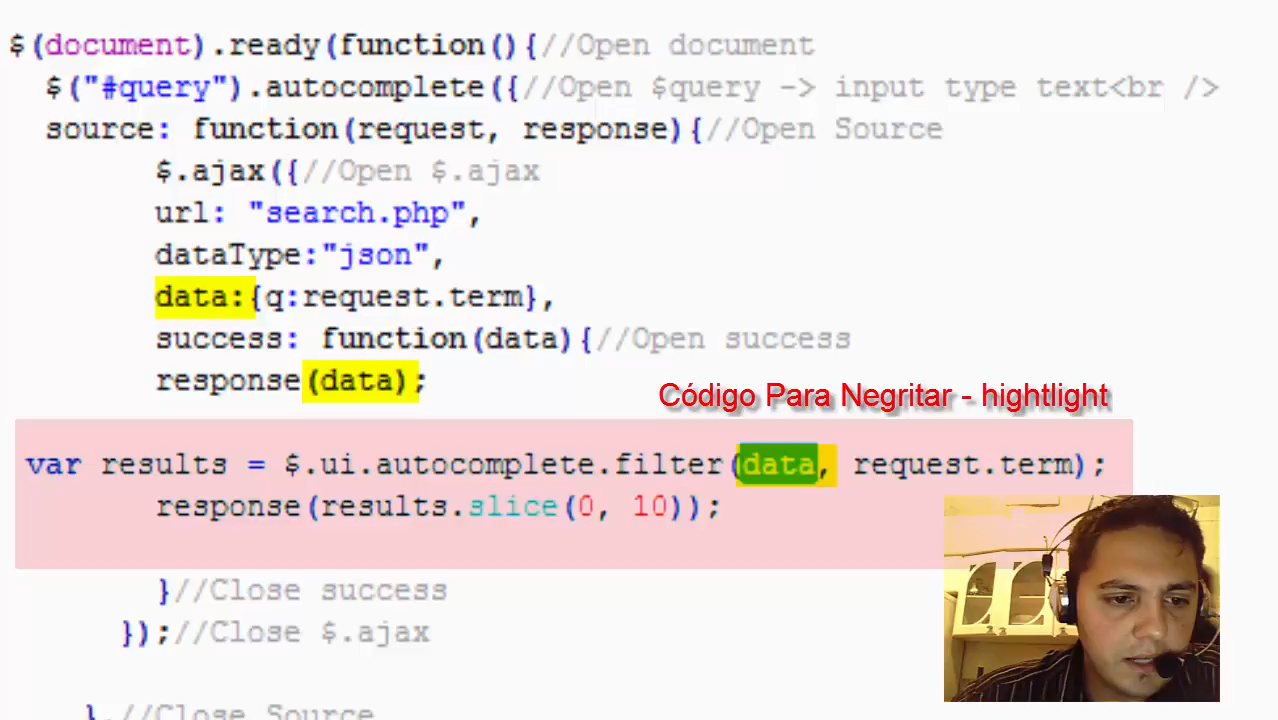 $(document).ready(function(){//Open document
$("#query").autocomplete({//Open $query -> input type text<br />
source: function(request, response){//Open Source
$.ajax({//Open $.ajax
url: "search.php",
dataType:"json",
data:{q:request.term},
success: function(data){//Open success
response(data);
Código Para Negritar - hightlight
var results = $.ui.autocomplete.filter(data, request.term);
response(results.slice(0, 10));
}//Close success
});//Close $.ajax
},//Close Source